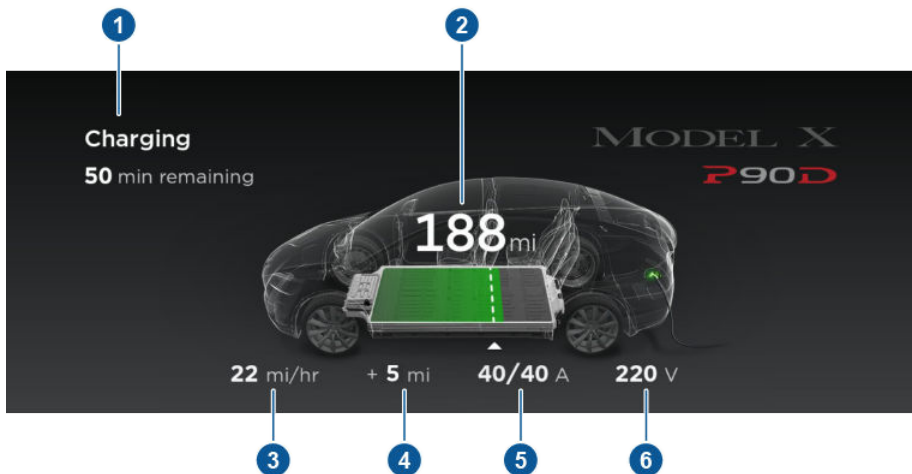 1
2
Charging
50 min remaining
MODEL X
P90D
188 mi
22 mi/hr
+ 5 mi
40/40 A
220 V
3
4
5
6